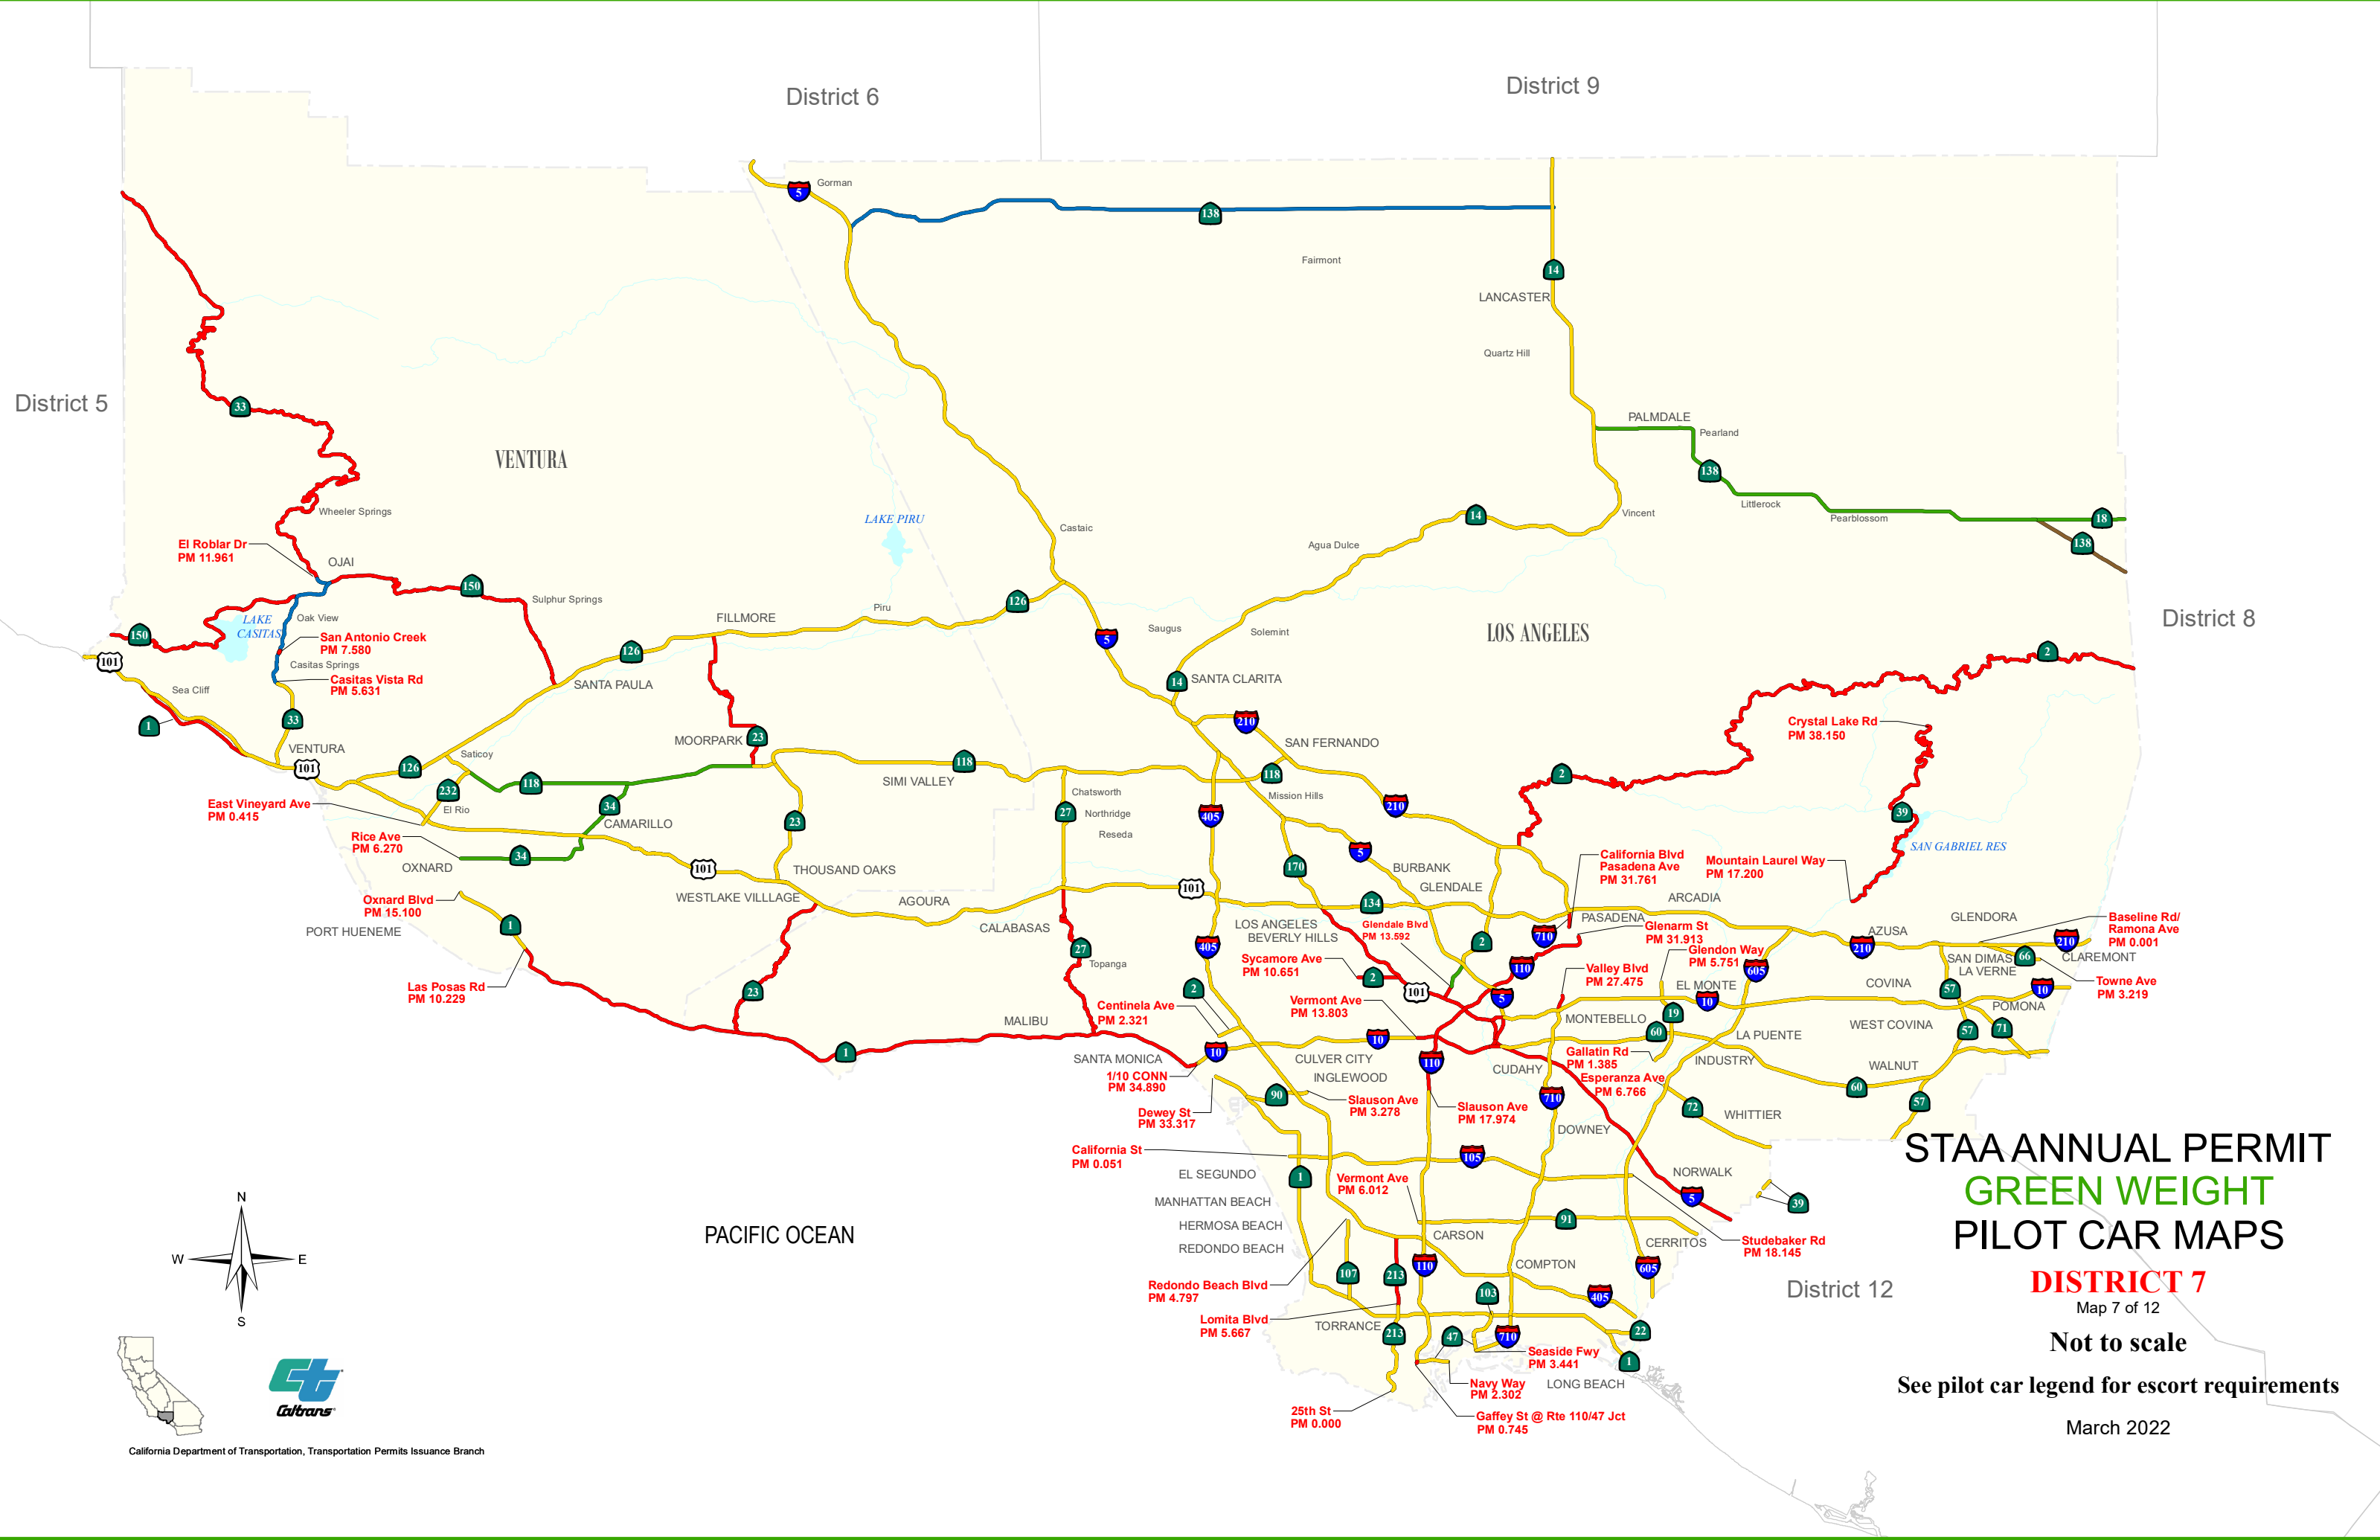 District 6
District 9
5
Gorman
138
Fairmont
14
LANCASTER
Quartz Hill
District 5
33
PALMDALE
Pearland
138
VENTURA
Littlerock
Pearblossom
18
138
Wheeler Springs
LAKE PIRU
Castaic
14
Vincent
Agua Dulce
El Roblar Dr
PM 11.961
OJAI
150
Sulphur Springs
126
Piru
FILLMORE
Oak View
LAKE
CASITAS
150
San Antonio Creek
PM 7.580
101
Casitas Springs
Casitas Vista Rd
PM 5.631
Sea Cliff
1
33
126
SANTA PAULA
5
Saugus
Solemint
LOS ANGELES
District 8
2
14
SANTA CLARITA
210
Crystal Lake Rd
PM 38.150
VENTURA
101
Saticoy
126
MOORPARK
23
SAN FERNANDO
118
SIMI VALLEY
118
2
118
232
El Rio
34
CAMARILLO
23
Chatsworth
27
Northridge
Reseda
Mission Hills
405
210
39
East Vineyard Ave
PM 0.415
Rice Ave
PM 6.270
34
OXNARD
SAN GABRIEL RES
5
170
BURBANK
GLENDALE
California Blvd
Pasadena Ave
PM 31.761
Mountain Laurel Way
PM 17.200
101
THOUSAND OAKS
WESTLAKE VILLLAGE
AGOURA
101
134
ARCADIA
Oxnard Blvd
PM 15.100
1
PORT HUENEME
CALABASAS
27
Topanga
LOS ANGELES
BEVERLY HILLS
Glendale Blvd
PM 13.592
PASADENA
710
Glenarm St
PM 31.913
GLENDORA
AZUSA
210
Baseline Rd/
Ramona Ave
PM 0.001
210
405
2
Glendon Way
PM 5.751
605
SAN DIMAS
LA VERNE
66
CLAREMONT
Sycamore Ave
PM 10.651
2
110
Valley Blvd
PM 27.475
EL MONTE
10
COVINA
57
10
Towne Ave
PM 3.219
Las Posas Rd
PM 10.229
23
2
101
5
POMONA
Centinela Ave
PM 2.321
Vermont Ave
PM 13.803
MONTEBELLO
19
60
LA PUENTE
WEST COVINA
57
71
MALIBU
1
SANTA MONICA
10
10
110
CULVER CITY
CUDAHY
Gallatin Rd
PM 1.385
INDUSTRY
WALNUT
1/10 CONN
PM 34.890
INGLEWOOD
Esperanza Ave
PM 6.766
60
90
Slauson Ave
PM 3.278
Slauson Ave
PM 17.974
710
72
WHITTIER
57
Dewey St
PM 33.317
DOWNEY
California St
PM 0.051
105
EL SEGUNDO
1
Vermont Ave
PM 6.012
NORWALK
5
MANHATTAN BEACH
39
HERMOSA BEACH
91
REDONDO BEACH
CARSON
CERRITOS
Studebaker Rd
PM 18.145
PACIFIC OCEAN
107
213
110
COMPTON
605
District 12
Redondo Beach Blvd
PM 4.797
103
405
Lomita Blvd
PM 5.667
TORRANCE
213
47
710
22
Seaside Fwy
PM 3.441
1
Navy Way
PM 2.302
LONG BEACH
25th St
PM 0.000
Gaffey St @ Rte 110/47 Jct
PM 0.745
STAA ANNUAL PERMIT
GREEN WEIGHT
PILOT CAR MAPS
DISTRICT 7
Map 7 of 12
Not to scale
See pilot car legend for escort requirements
March 2022
N
W
E
S
Caltrans
California Department of Transportation, Transportation Permits Issuance Branch